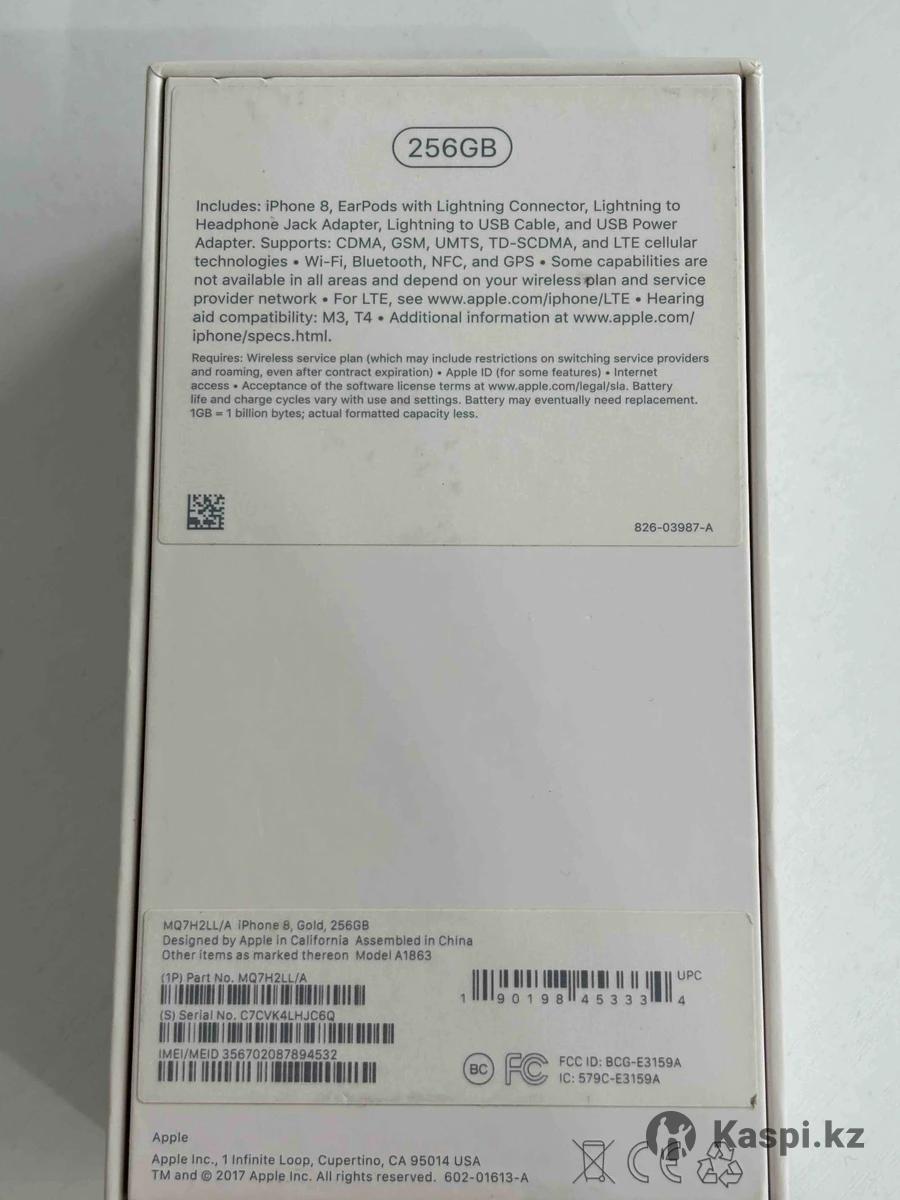 256GB
Includes: iPhone 8, EarPods with Lightning Connector, Lightning to
Headphone Jack Adapter, Lightning to USB Cable, and USB Power
Adapter. Supports: CDMA, GSM, UMTS, TD-SCDMA, and LTE cellular
technologies • Wi-Fi, Bluetooth, NFC, and GPS • Some capabilities are
not available in all areas and depend on your wireless plan and service
provider network • For LTE, see www.apple.com/iphone/LTE • Hearing
aid compatibility: M3, T4 • Additional information at www.apple.com/
iphone/specs.html.
Requires: Wireless service plan (which may include restrictions on switching service providers
and roaming, even after contract expiration) • Apple ID (for some features) • Internet
access • Acceptance of the software license terms at www.apple.com/legal/sla. Battery
life and charge cycles vary with use and settings. Battery may eventually need replacement.
1GB = 1 billion bytes; actual formatted capacity less.
826-03987-A
MQ7H2LL/A iPhone 8, Gold, 256GB
Designed by Apple in California Assembled in China
Other items as marked thereon Model A1863
(1P) Part No. MQ7H2LL/A
(S) Serial No. C7CVK4LHJC6Q
IMEI/MEID 356702087894532
UPC
1 90198 45333 4
BC FC FCC ID: BCG-E3159A
IC: 579C-E3159A
Apple
Apple Inc., 1 Infinite Loop, Cupertino, CA 95014 USA
TM and © 2017 Apple Inc. All rights reserved. 602-01613-A
CE
Kaspi.kz